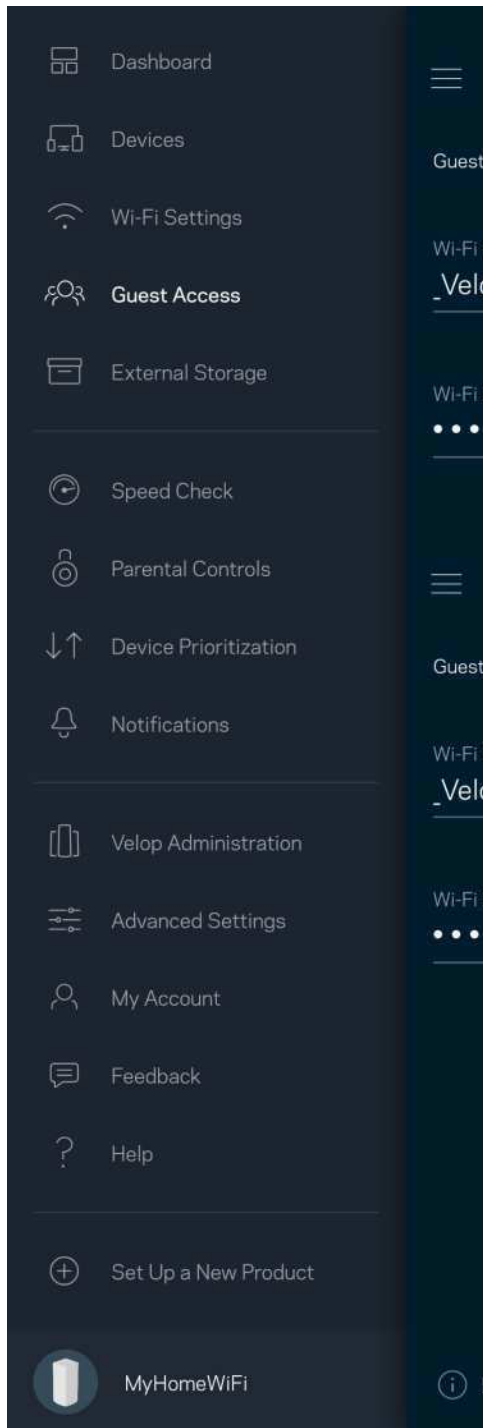 Dashboard
Devices
Wi-Fi Settings
Guest Access
External Storage
Speed Check
Parental Controls
Device Prioritization
Notifications
Velop Administration
Advanced Settings
My Account
Feedback
Help
Set Up a New Product
MyHomeWiFi
Guest
Wi-Fi
_Velo
Wi-Fi
Guest
Wi-Fi
_Velo
Wi-Fi